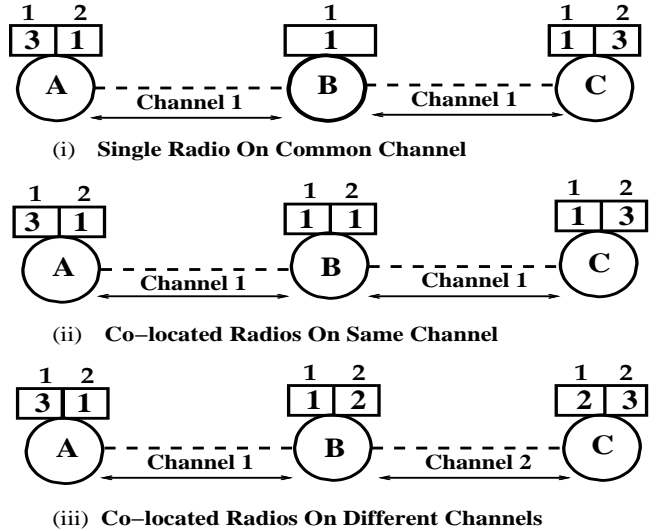 1 2 1 1 2
3 1 1 1 3
A B C
Channel 1 Channel 1
(i) Single Radio On Common Channel
1 2 1 2 1 2
3 1 1 1 1 3
A B C
Channel 1 Channel 1
(ii) Co-located Radios On Same Channel
1 2 1 2 1 2
3 1 1 2 2 3
A B C
Channel 1 Channel 2
(iii) Co-located Radios On Different Channels